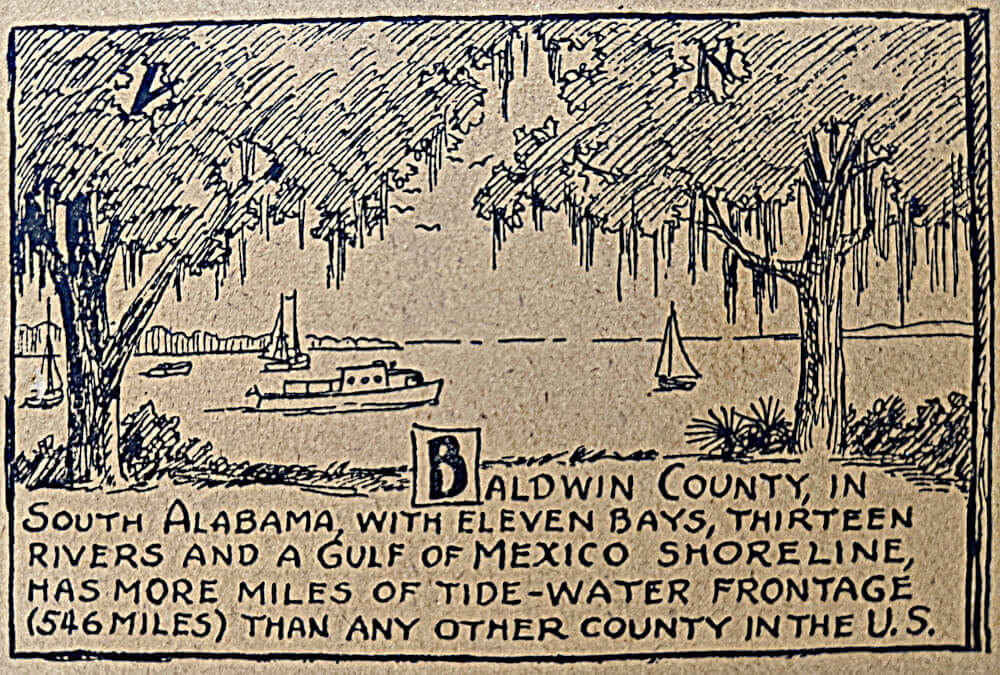 BALDWIN COUNTY, IN
SOUTH ALABAMA, WITH ELEVEN BAYS, THIRTEEN
RIVERS AND A GULF OF MEXICO SHORELINE,
HAS MORE MILES OF TIDE-WATER FRONTAGE
(546 MILES) THAN ANY OTHER COUNTY IN THE U.S.